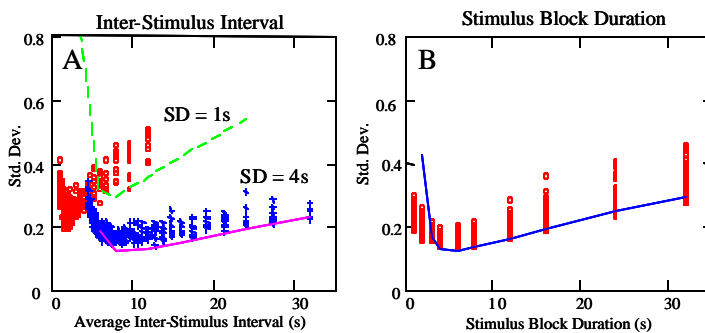 Inter-Stimulus Interval
Stimulus Block Duration
A
B
SD = 1s
SD = 4s
Std. Dev.
0.8
0.6
0.4
0.2
0
0 10 20 30
Average Inter-Stimulus Interval (s)
Std. Dev.
0.8
0.6
0.4
0.2
0
0 10 20 30
Stimulus Block Duration (s)